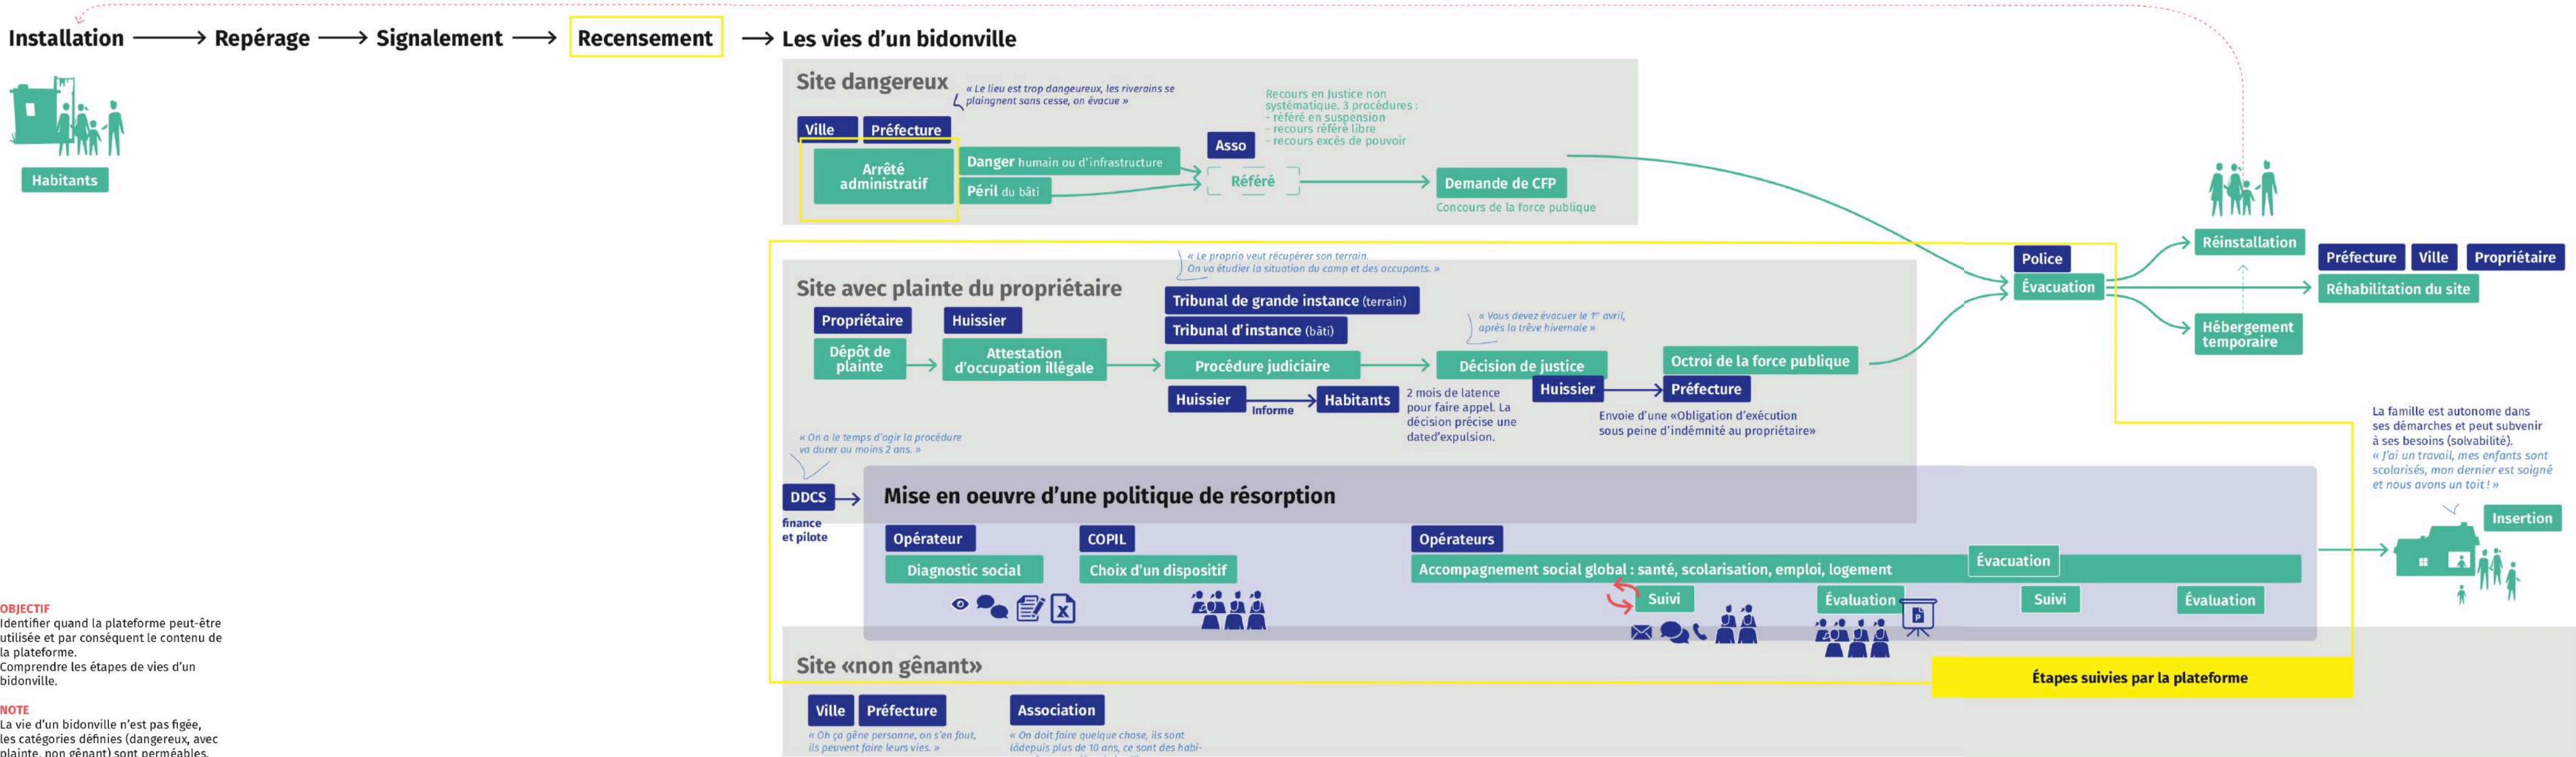 Installation
Repérage
Signalement
Recensement
Les vies d'un bidonville
Habitants
Site dangereux
« Le lieu est trop dangeureux, les riverains se
plaingnent sans cesse, on évacue »
Ville
Préfecture
Arrêté
administratif
Danger humain ou d'infrastructure
Péril du bâti
Asso
Référé
Recours en Justice non
systématique. 3 procédures :
- référé en suspension
- recours référé libre
- recours excès de pouvoir
Demande de CFP
Concours de la force publique
Site avec plainte du propriétaire
« Le proprio veut récupérer son terrain.
On va étudier la situation du camp et des occupants. »
Propriétaire
Dépôt de
plainte
Huissier
Attestation
d'occupation illégale
Tribunal de grande instance (terrain)
Tribunal d'instance (bâti)
Procédure judiciaire
Huissier
Informe
Habitants
« Vous devez évacuer le 1er avril,
après la trêve hivernale »
Décision de justice
2 mois de latence
pour faire appel. La
décision précise une
dated'expulsion.
Huissier
Octroi de la force publique
Préfecture
Envoie d'une «Obligation d'exécution
sous peine d'indémnité au propriétaire»
Police
Évacuation
Réinstallation
Préfecture
Ville
Propriétaire
Réhabilitation du site
Hébergement
temporaire
« On a le temps d'agir la procédure
va durer au moins 2 ans. »
DDCS
finance
et pilote
Mise en oeuvre d'une politique de résorption
Opérateur
Diagnostic social
COPIL
Choix d'un dispositif
Opérateurs
Accompagnement social global : santé, scolarisation, emploi, logement
Évacuation
Suivi
Évaluation
Suivi
Évaluation
X
P
La famille est autonome dans
ses démarches et peut subvenir
à ses besoins (solvabilité).
« J'ai un travail, mes enfants sont
scolarisés, mon dernier est soigné
et nous avons un toit ! »
Insertion
Étapes suivies par la plateforme
Site «non gênant»
Ville
Préfecture
« Oh ça gêne personne, on s'en fout,
ils peuvent faire leurs vies. »
Association
« On doit faire quelque chose, ils sont
làdepuis plus de 10 ans, ce sont des habi-
OBJECTIF
Identifier quand la plateforme peut-être
utilisée et par conséquent le contenu de
la plateforme.
Comprendre les étapes de vies d'un
bidonville.
NOTE
La vie d'un bidonville n'est pas figée,
les catégories définies (dangereux, avec
plainte, non gênant) sont perméables.